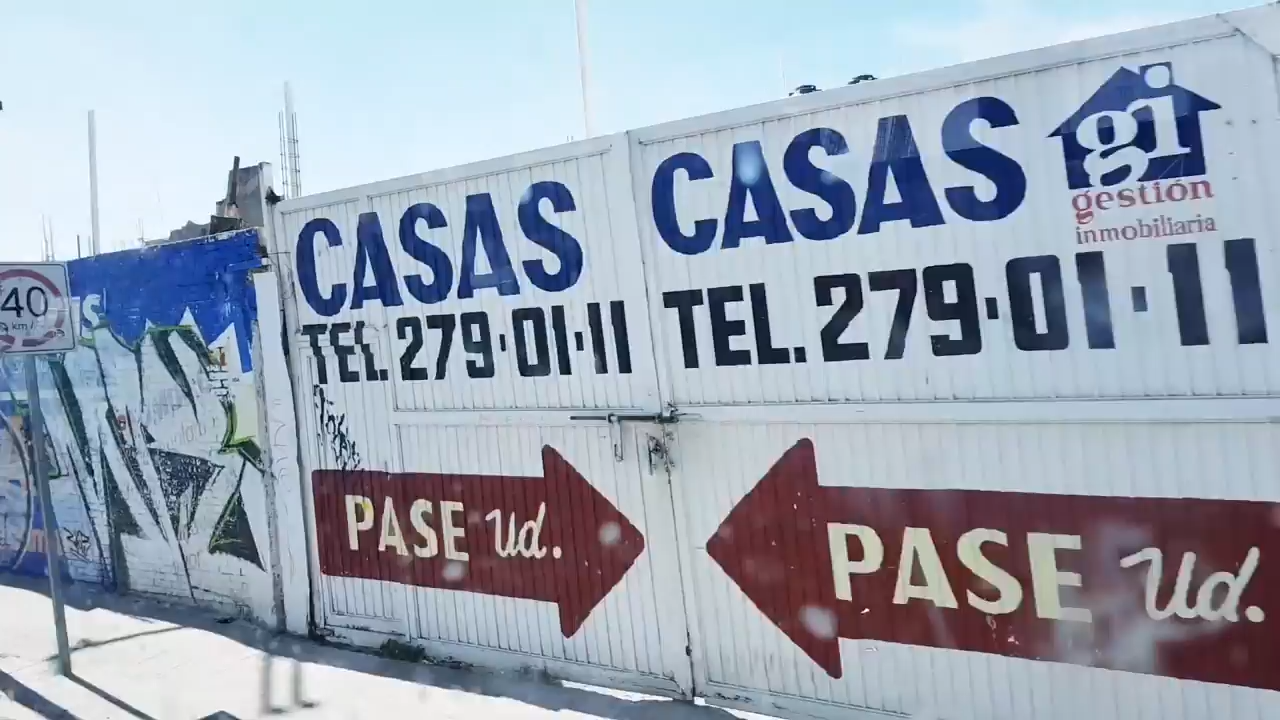 CASAS
TEL. 279·01·11
PASE Ud.
CASAS
gi
gestión
inmobiliaria
TEL. 279·01·11
PASE Ud.
40
km/